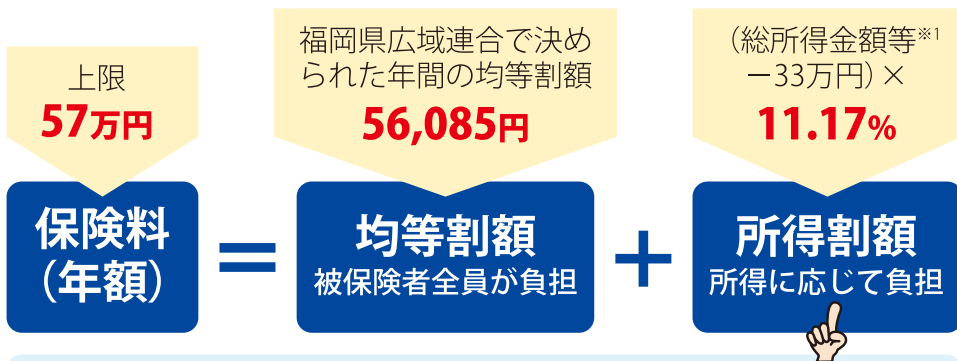 上限
57万円
福岡県広域連合で決め
られた年間の均等割額
56,085円
(総所得金額等※1
-33万円)×
11.17%
保険料
(年額)
=
均等割額
被保険者全員が負担
+
所得割額
所得に応じて負担